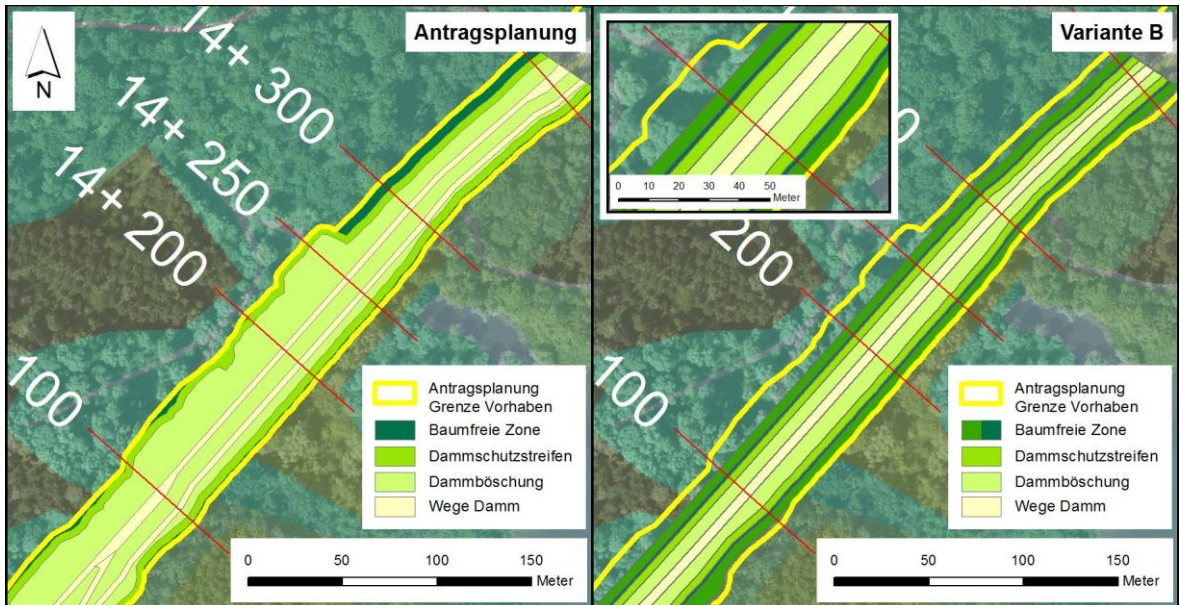 Antragsplanung
N
4+ 300
14+ 250
14+ 200
100
Antragsplanung
Grenze Vorhaben
Baumfreie Zone
Dammschutzstreifen
Dammböschung
Wege Damm
0 50 100 150
Meter
Variante B
0 10 20 30 40 50
Meter
0
200
100
Antragsplanung
Grenze Vorhaben
Baumfreie Zone
Dammschutzstreifen
Dammböschung
Wege Damm
0 50 100 150
Meter